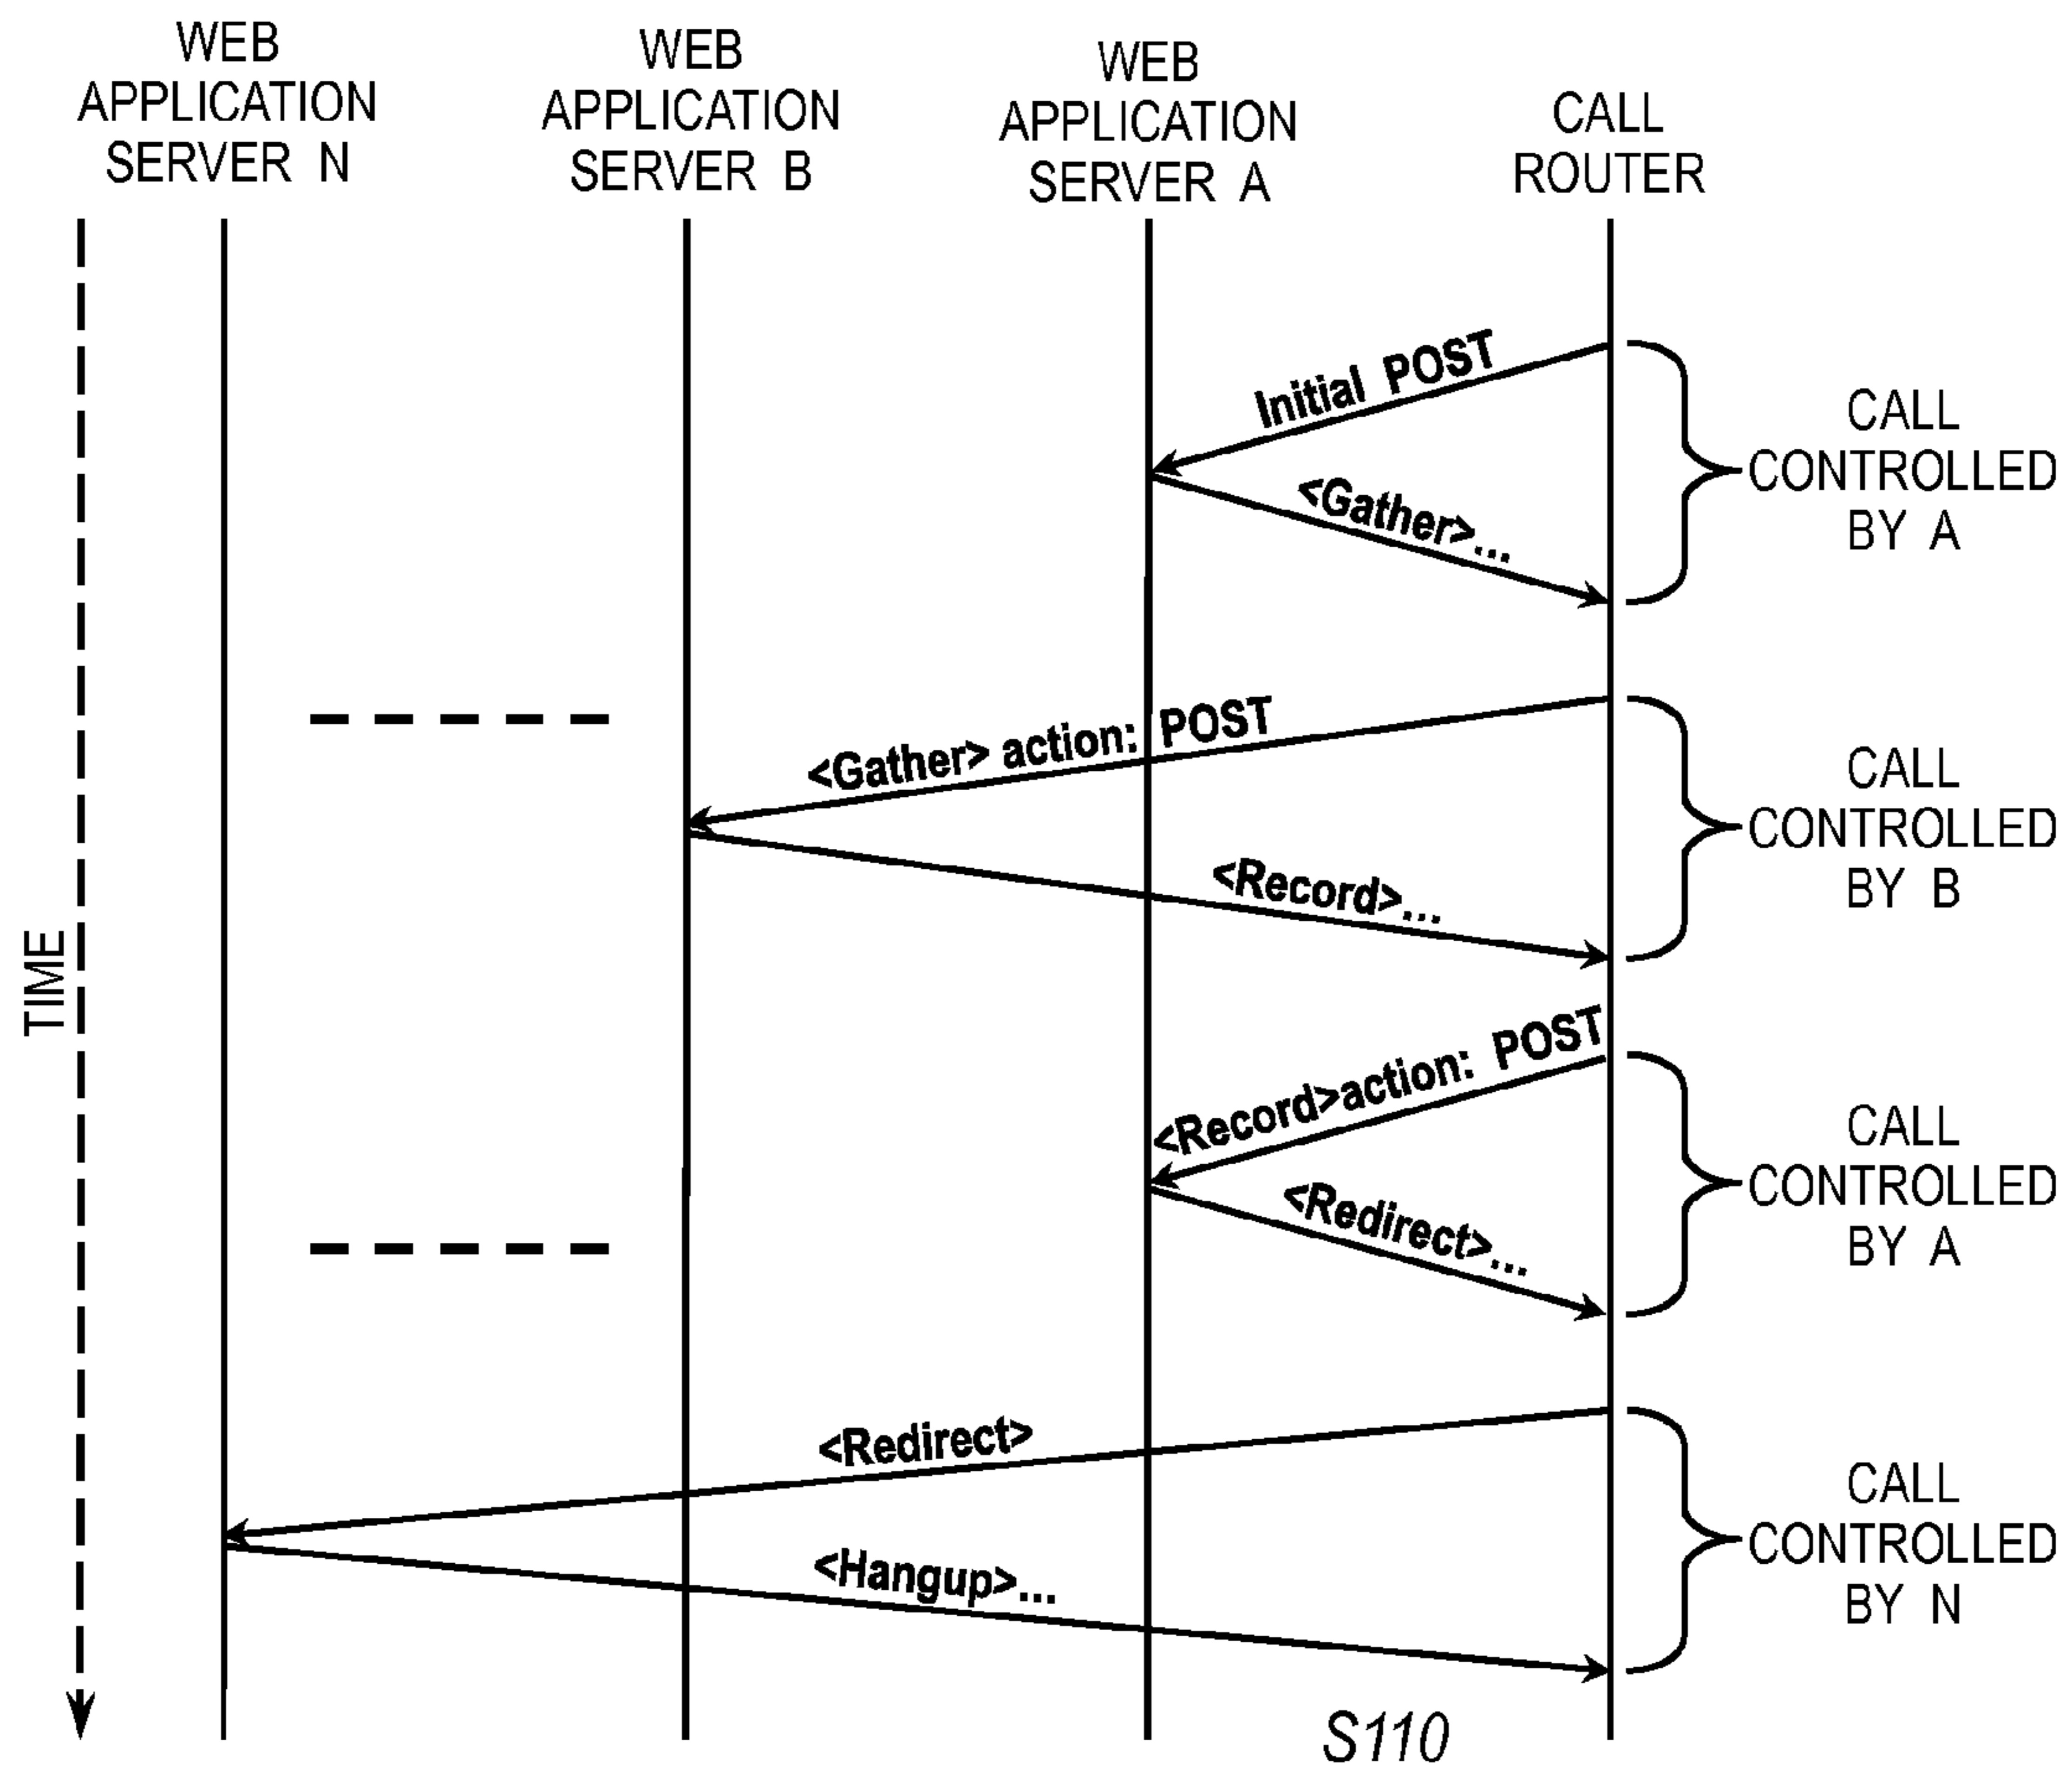 WEB
APPLICATION
SERVER N
WEB
APPLICATION
SERVER B
WEB
APPLICATION
SERVER A
CALL
ROUTER
Initial POST
<Gather>...
CALL
CONTROLLED
BY A
<Gather> action: POST
<Record>...
CALL
CONTROLLED
BY B
TIME
<Record>action: POST
<Redirect>...
CALL
CONTROLLED
BY A
<Redirect>
<Hangup>...
CALL
CONTROLLED
BY N
S110